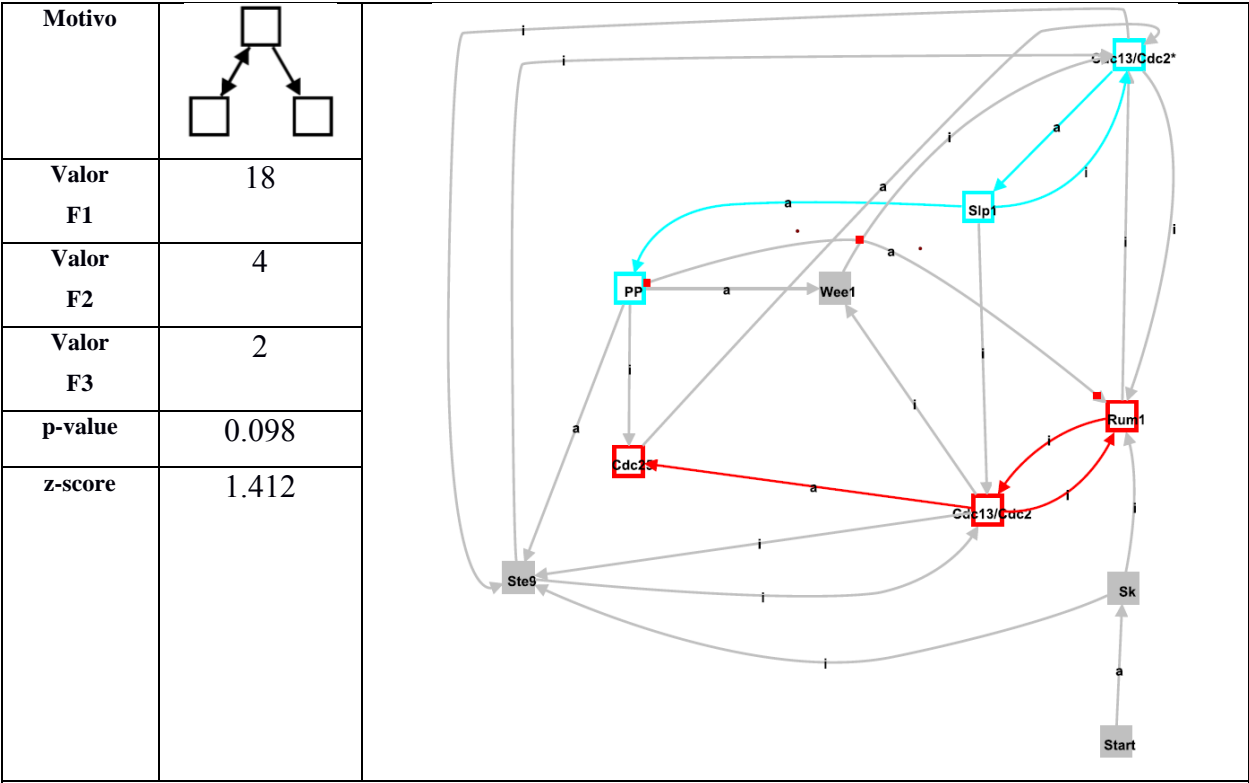 Motivo
Valor
F1
18
Valor
F2
4
Valor
F3
2
p-value
0.098
z-score
1.412
i
i
Cdc13/Cdc2*
a
i
i
a
i
Slp1
a
i
a
i
PP
a
Wee1
i
i
i
a
Rum1
i
Cdc25
a
i
i
Cdc13/Cdc2
i
i
Ste9
i
Sk
i
a
Start